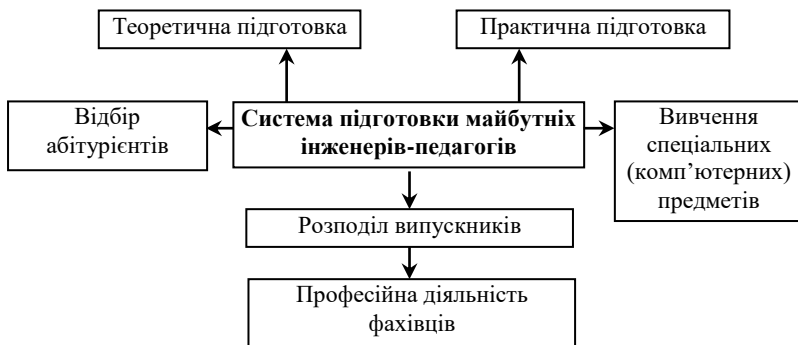 Теоретична підготовка
Практична підготовка
Відбір
абітурієнтів
Система підготовки майбутніх
інженерів-педагогів
Вивчення
спеціальних
(комп’ютерних)
предметів
Розподіл випускників
Професійна діяльність
фахівців